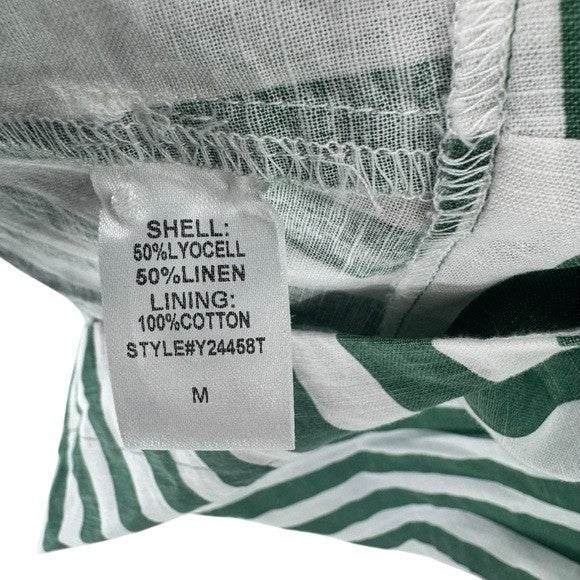 SHELL:
50%LYOCELL
50%LINEN
LINING:
100%COTTON
STYLE#Y24458T
M